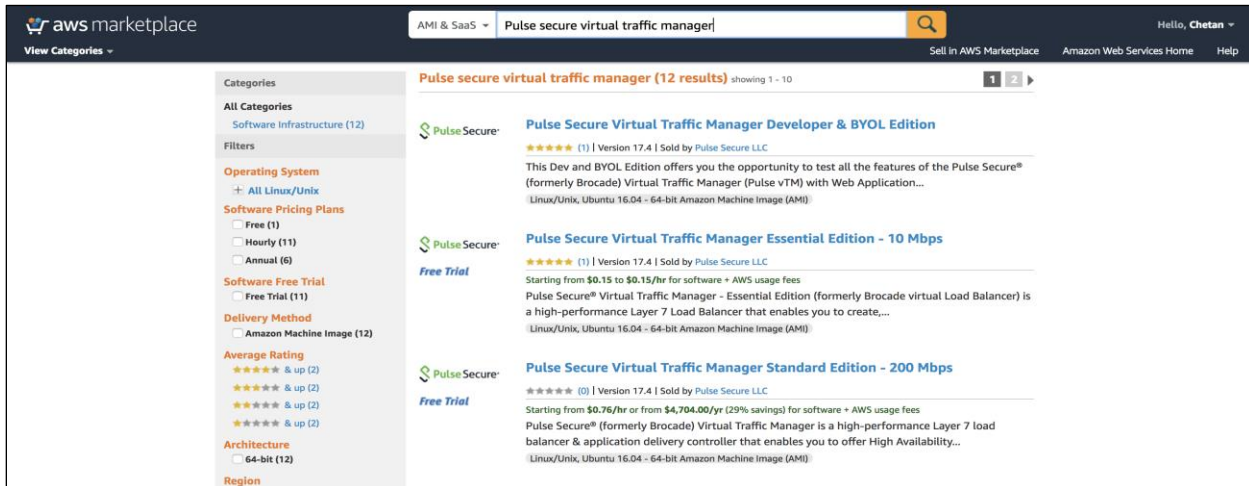 aws marketplace
AMI & SaaS
Pulse secure virtual traffic manager
Hello, Chetan
View Categories
Sell in AWS Marketplace
Amazon Web Services Home
Help
Categories
All Categories
Software Infrastructure (12)
Filters
Operating System
All Linux/Unix
Software Pricing Plans
Free (1)
Hourly (11)
Annual (6)
Software Free Trial
Free Trial (11)
Delivery Method
Amazon Machine Image (12)
Average Rating
& up (2)
& up (2)
& up (2)
& up (2)
Architecture
64-bit (12)
Region
Pulse secure virtual traffic manager (12 results) showing 1 - 10
1 2
Pulse Secure
Pulse Secure Virtual Traffic Manager Developer & BYOL Edition
(1) | Version 17.4 | Sold by Pulse Secure LLC
This Dev and BYOL Edition offers you the opportunity to test all the features of the Pulse Secure®
(formerly Brocade) Virtual Traffic Manager (Pulse vTM) with Web Application...
Linux/Unix, Ubuntu 16.04 - 64-bit Amazon Machine Image (AMI)
Pulse Secure
Free Trial
Pulse Secure Virtual Traffic Manager Essential Edition - 10 Mbps
(1) | Version 17.4 | Sold by Pulse Secure LLC
Starting from $0.15 to $0.15/hr for software + AWS usage fees
Pulse Secure® Virtual Traffic Manager - Essential Edition (formerly Brocade virtual Load Balancer) is
a high-performance Layer 7 Load Balancer that enables you to create,...
Linux/Unix, Ubuntu 16.04 - 64-bit Amazon Machine Image (AMI)
Pulse Secure
Free Trial
Pulse Secure Virtual Traffic Manager Standard Edition - 200 Mbps
(0) | Version 17.4 | Sold by Pulse Secure LLC
Starting from $0.76/hr or from $4,704.00/yr (29% savings) for software + AWS usage fees
Pulse Secure® (formerly Brocade) Virtual Traffic Manager is a high-performance Layer 7 load
balancer & application delivery controller that enables you to offer High Availability...
Linux/Unix, Ubuntu 16.04 - 64-bit Amazon Machine Image (AMI)